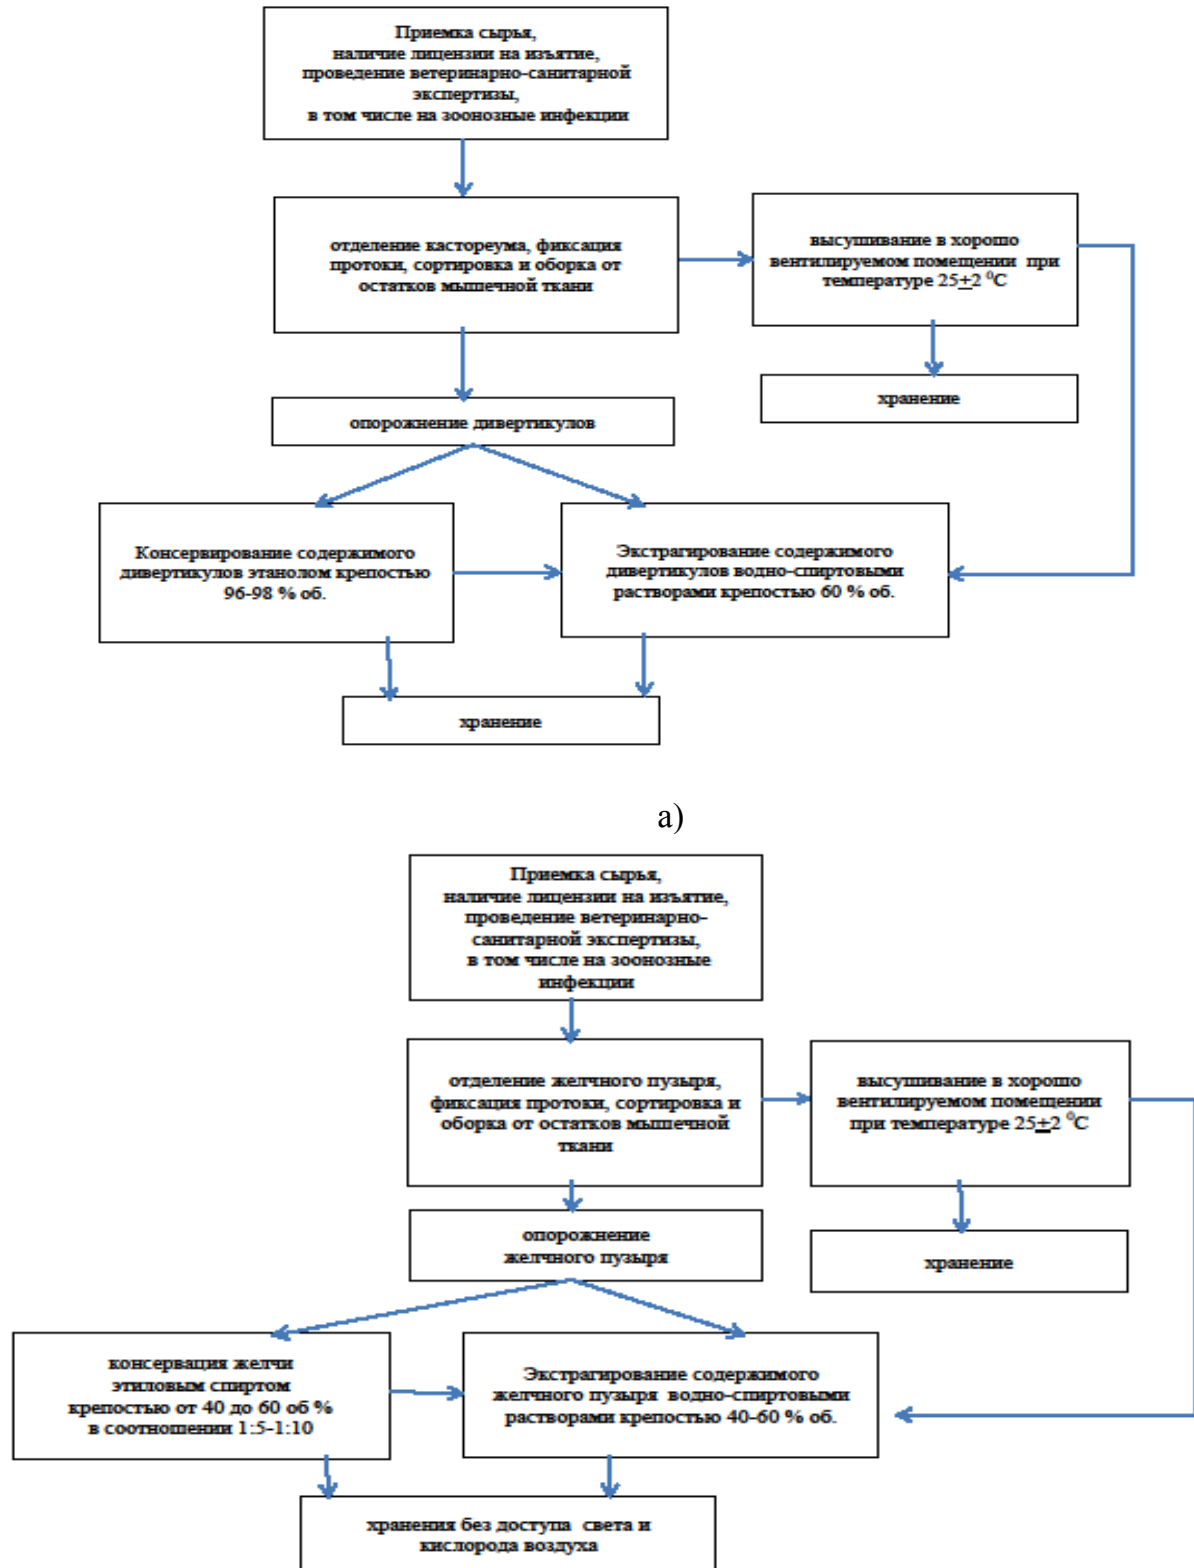 Приемка сырья,
наличие лицензии на изъятие,
проведение ветеринарно-санитарной
экспертизы,
в том числе на зоонозные инфекции
отделение кастореума, фиксация
протоки, сортировка и оборка от
остатков мышечной ткани
высушивание в хорошо
вентилируемом помещении при
температуре 25±2 ⁰С
хранение
опорожнение дивертикулов
Консервирование содержимого
дивертикулов этанолом крепостью
96-98 % об.
Экстрагирование содержимого
дивертикулов водно-спиртовыми
растворами крепостью 60 % об.
хранение
а)
Приемка сырья,
наличие лицензии на изъятие,
проведение ветеринарно-
санитарной экспертизы,
в том числе на зоонозные
инфекции
отделение желчного пузыря,
фиксация протоки, сортировка и
оборка от остатков мышечной
ткани
высушивание в хорошо
вентилируемом помещении
при температуре 25±2 ⁰С
опорожнение
желчного пузыря
хранение
консервация желчи
этиловым спиртом
крепостью от 40 до 60 об %
в соотношении 1:5-1:10
Экстрагирование содержимого
желчного пузыря водно-спиртовыми
растворами крепостью 40-60 % об.
хранения без доступа света и
кислорода воздуха